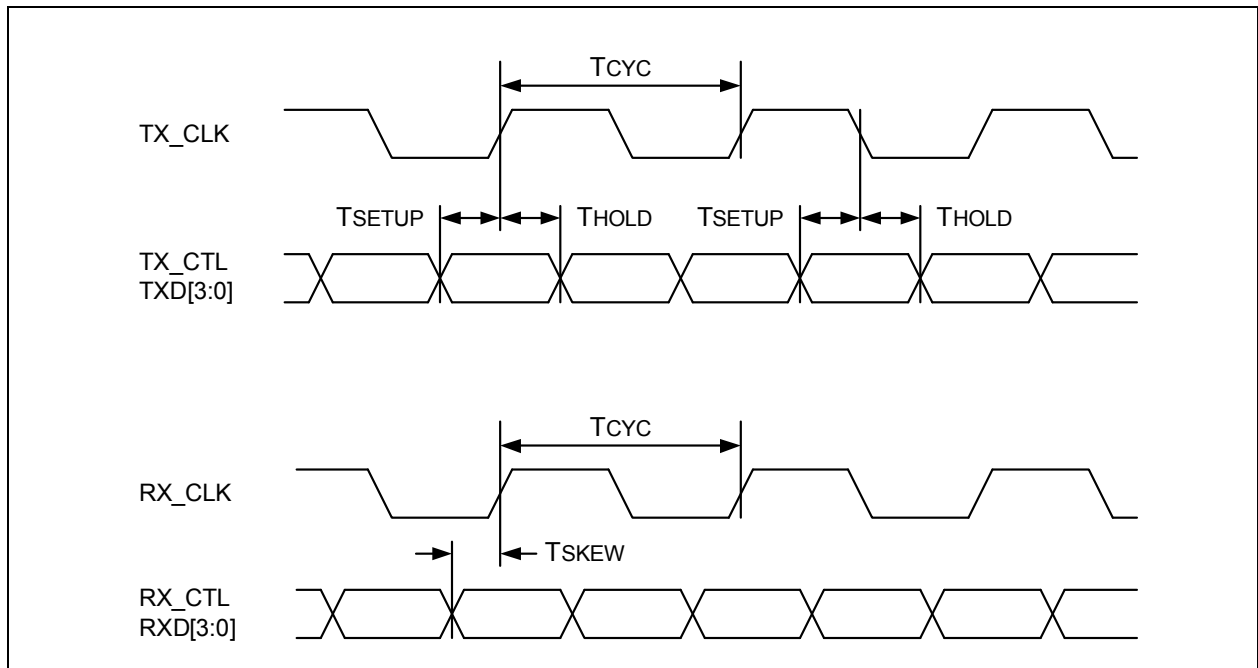 TCYC
TX_CLK
TSETUP THOLD TSETUP THOLD
TX_CTL
TXD[3:0]
TCYC
RX_CLK
TSKEW
RX_CTL
RXD[3:0]